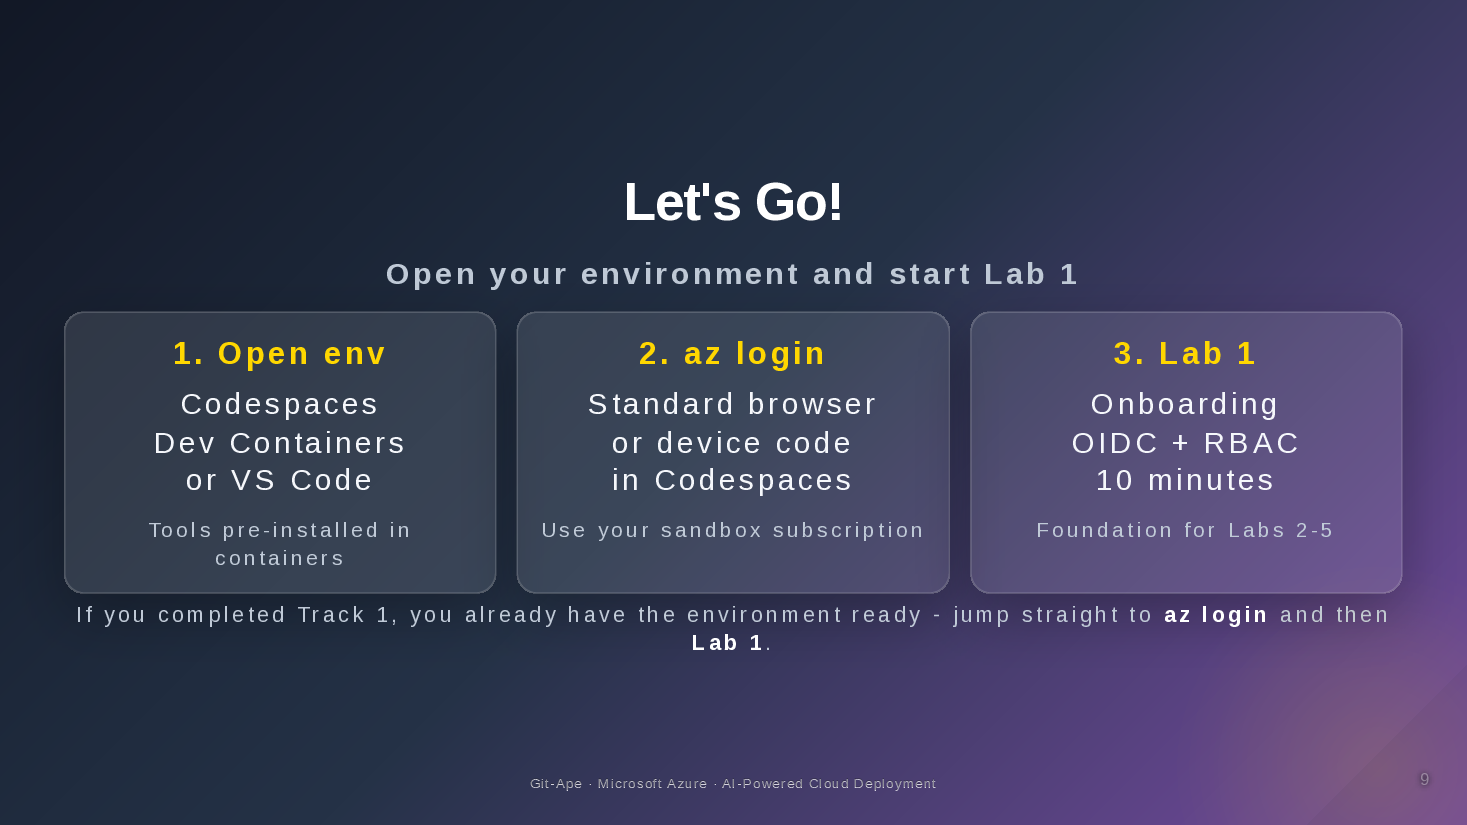 Let's Go!
Open your environment and start Lab 1
1. Open env
Codespaces
Dev Containers
or VS Code
Tools pre-installed in
containers
2. az login
Standard browser
or device code
in Codespaces
Use your sandbox subscription
3. Lab 1
Onboarding
OIDC + RBAC
10 minutes
Foundation for Labs 2-5
If you completed Track 1, you already have the environment ready - jump straight to az login and then
Lab 1.
Git-Ape · Microsoft Azure · AI-Powered Cloud Deployment
9